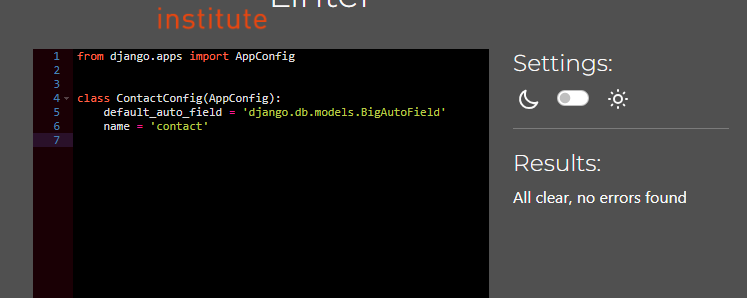 Linter
institute
1 from django.apps import AppConfig
2
3
4 class ContactConfig(AppConfig):
5     default_auto_field = 'django.db.models.BigAutoField'
6     name = 'contact'
7
Settings:
Results:
All clear, no errors found